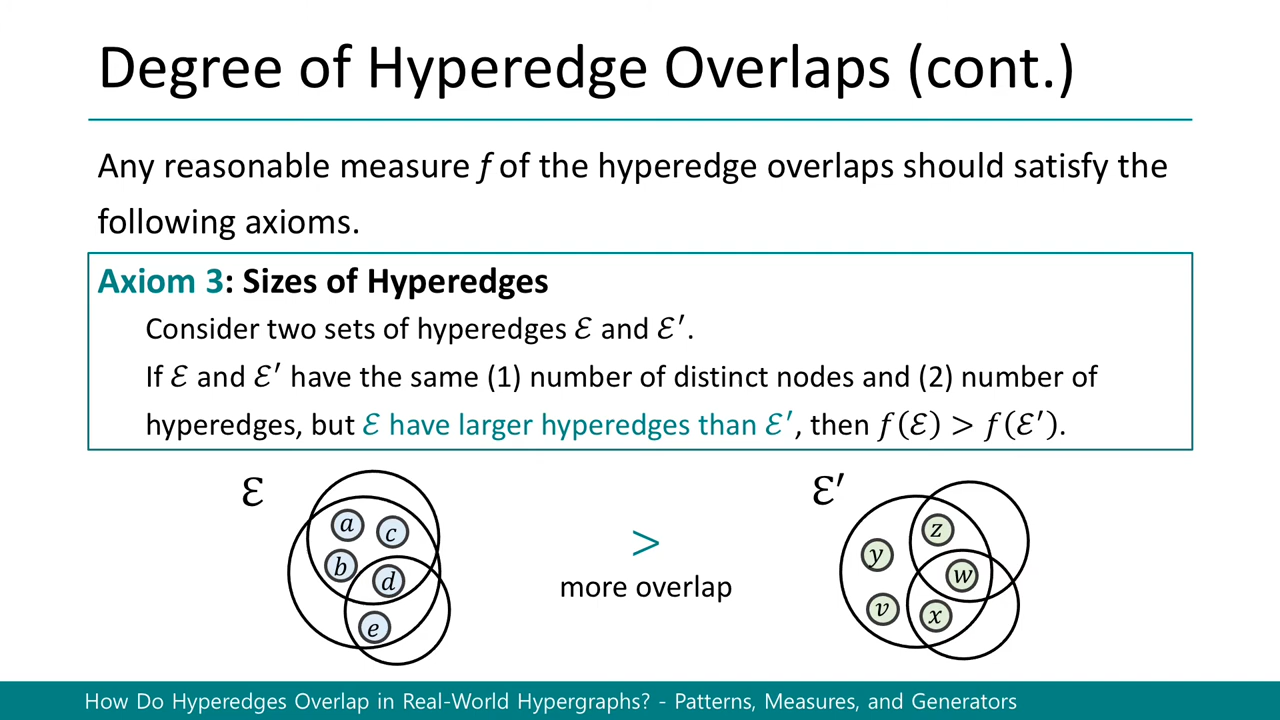 Degree of Hyperedge Overlaps (cont.)
Any reasonable measure f of the hyperedge overlaps should satisfy the
following axioms.
Axiom 3: Sizes of Hyperedges
Consider two sets of hyperedges ℰ and ℰ′.
If ℰ and ℰ′ have the same (1) number of distinct nodes and (2) number of
hyperedges, but ℰ have larger hyperedges than ℰ′, then f(ℰ) > f(ℰ′).
ℰ
a
c
b
d
e
>
more overlap
ℰ′
z
y
w
v
x
How Do Hyperedges Overlap in Real-World Hypergraphs? - Patterns, Measures, and Generators